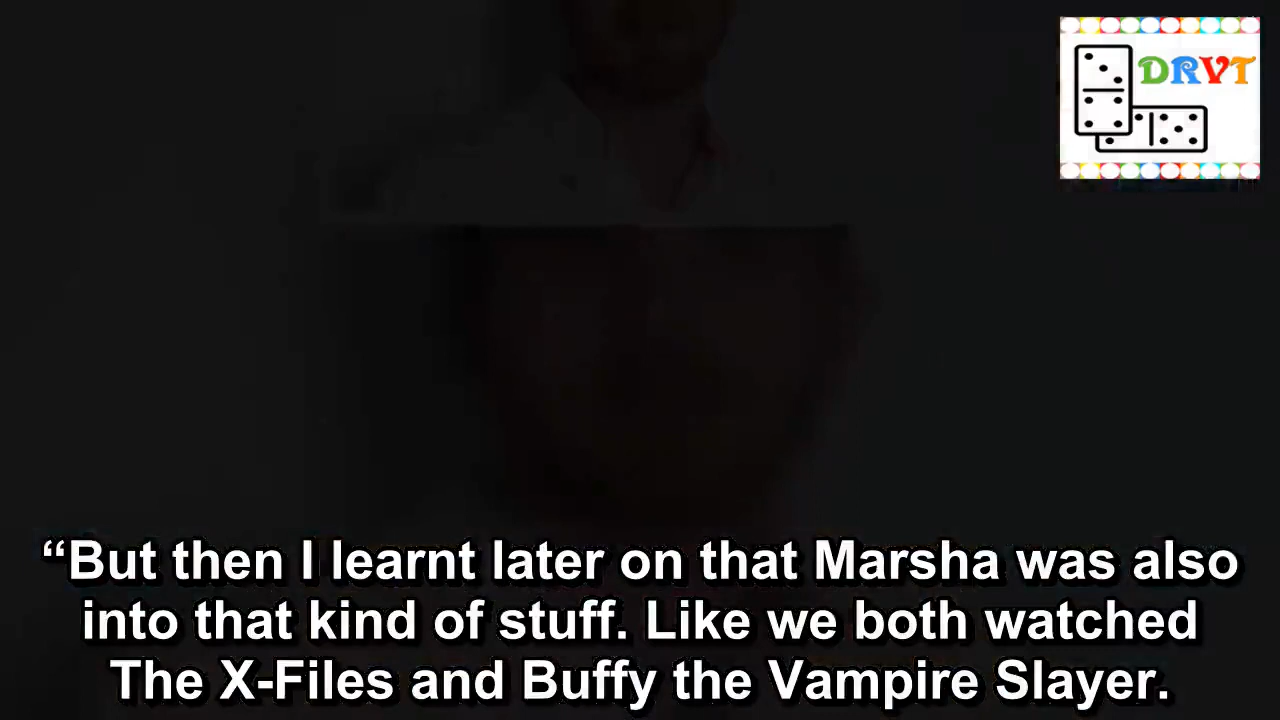 DRVT
“But then I learnt later on that Marsha was also
into that kind of stuff. Like we both watched
The X-Files and Buffy the Vampire Slayer.